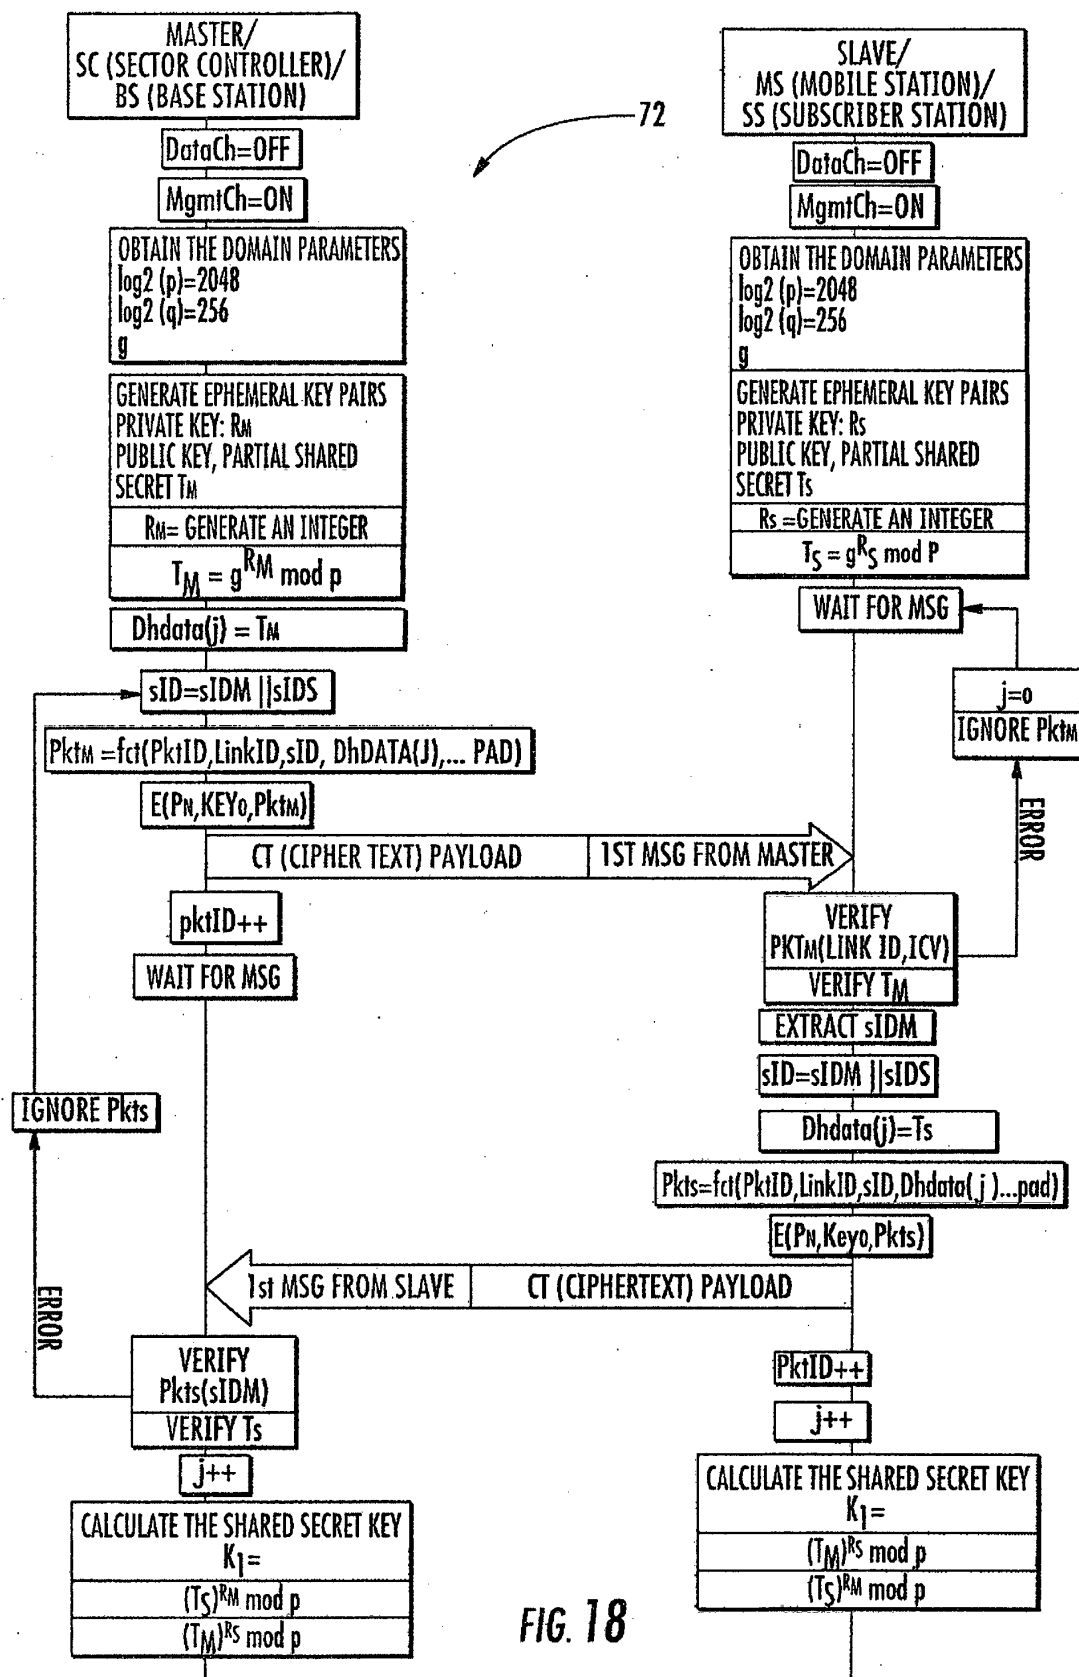 MASTER/
SC (SECTOR CONTROLLER)/
BS (BASE STATION)
DataCh=OFF
MgmtCh=ON
OBTAIN THE DOMAIN PARAMETERS
log2 (p)=2048
log2 (q)=256
g
GENERATE EPHEMERAL KEY PAIRS
PRIVATE KEY: RM
PUBLIC KEY, PARTIAL SHARED
SECRET TM
RM= GENERATE AN INTEGER
TM = g^RM mod p
Dhdata(j) = TM
sID=sIDM ||sIDS
PktM =fct(PktID,LinkID,sID, DhDATA(J),... PAD)
E(PN,KEY0,PktM)
CT (CIPHER TEXT) PAYLOAD
1ST MSG FROM MASTER
pktID++
WAIT FOR MSG
IGNORE Pkts
ERROR
VERIFY
Pkts(sIDM)
VERIFY Ts
j++
CALCULATE THE SHARED SECRET KEY
K1=
(TS)^RM mod p
(TM)^RS mod p
72
SLAVE/
MS (MOBILE STATION)/
SS (SUBSCRIBER STATION)
DataCh=OFF
MgmtCh=ON
OBTAIN THE DOMAIN PARAMETERS
log2 (p)=2048
log2 (q)=256
g
GENERATE EPHEMERAL KEY PAIRS
PRIVATE KEY: Rs
PUBLIC KEY, PARTIAL SHARED
SECRET Ts
Rs =GENERATE AN INTEGER
TS = g^RS mod P
WAIT FOR MSG
j=o
IGNORE PktM
ERROR
VERIFY
PKTM(LINK ID,ICV)
VERIFY TM
EXTRACT sIDM
sID=sIDM ||sIDS
Dhdata(j)=Ts
Pkts=fct(PktID,LinkID,sID,Dhdata( j )...pad)
E(PN,Key0,Pkts)
1st MSG FROM SLAVE
CT (CIPHERTEXT) PAYLOAD
PktID++
j++
CALCULATE THE SHARED SECRET KEY
K1=
(TM)^RS mod p
(TS)^RM mod p
FIG. 18